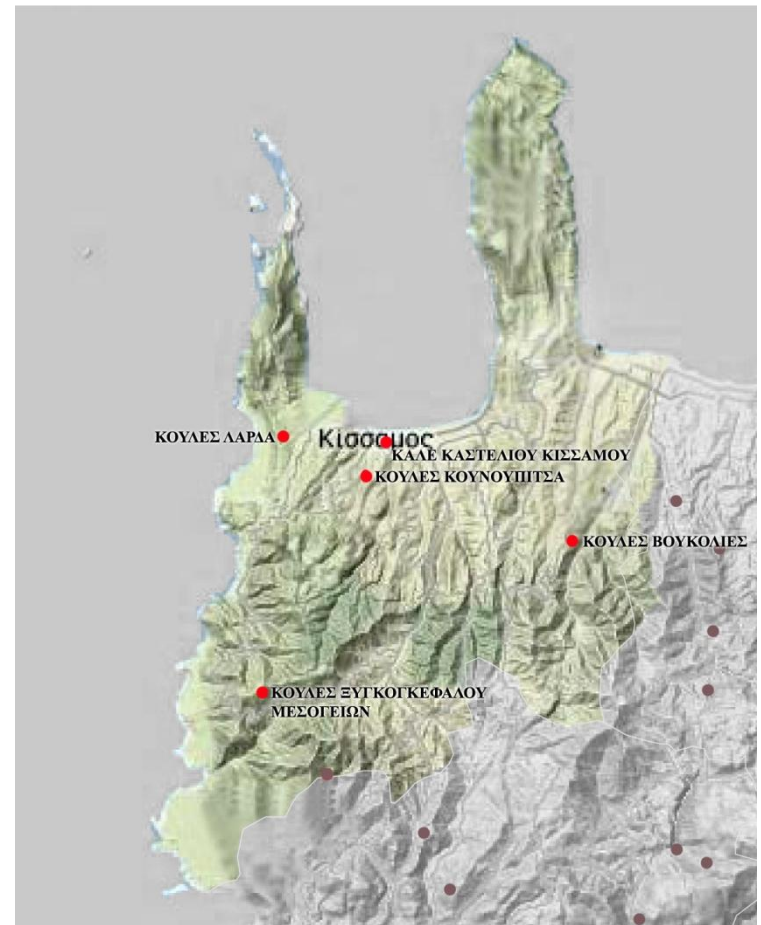 ΚΟΥΛΕΣ ΛΑΡΔΑ
Κίσσαμος
ΚΑΛΕ ΚΑΣΤΕΛΙΟΥ ΚΙΣΣΑΜΟΥ
ΚΟΥΛΕΣ ΚΟΥΝΟΥΠΙΤΣΑ
ΚΟΥΛΕΣ ΒΟΥΚΟΛΙΕΣ
ΚΟΥΛΕΣ ΞΥΓΚΟΓΚΕΦΑΛΟΥ
ΜΕΣΟΓΕΙΩΝ